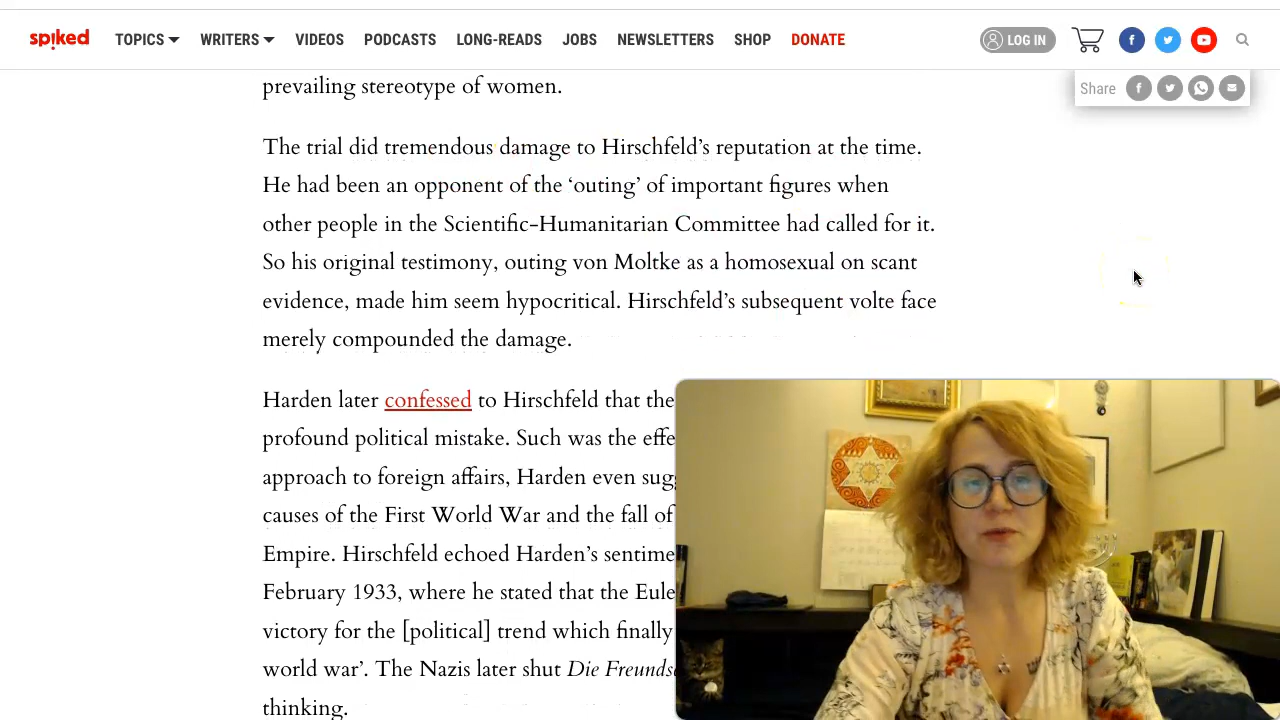 spiked
TOPICS WRITERS VIDEOS PODCASTS LONG-READS JOBS NEWSLETTERS SHOP DONATE LOG IN
Share
prevailing stereotype of women.
The trial did tremendous damage to Hirschfeld’s reputation at the time.
He had been an opponent of the ‘outing’ of important figures when
other people in the Scientific-Humanitarian Committee had called for it.
So his original testimony, outing von Moltke as a homosexual on scant
evidence, made him seem hypocritical. Hirschfeld’s subsequent volte face
merely compounded the damage.
Harden later confessed to Hirschfeld that the
profound political mistake. Such was the effe
approach to foreign affairs, Harden even sugg
causes of the First World War and the fall of
Empire. Hirschfeld echoed Harden’s sentime
February 1933, where he stated that the Eule
victory for the [political] trend which finally
world war’. The Nazis later shut Die Freunds
thinking.